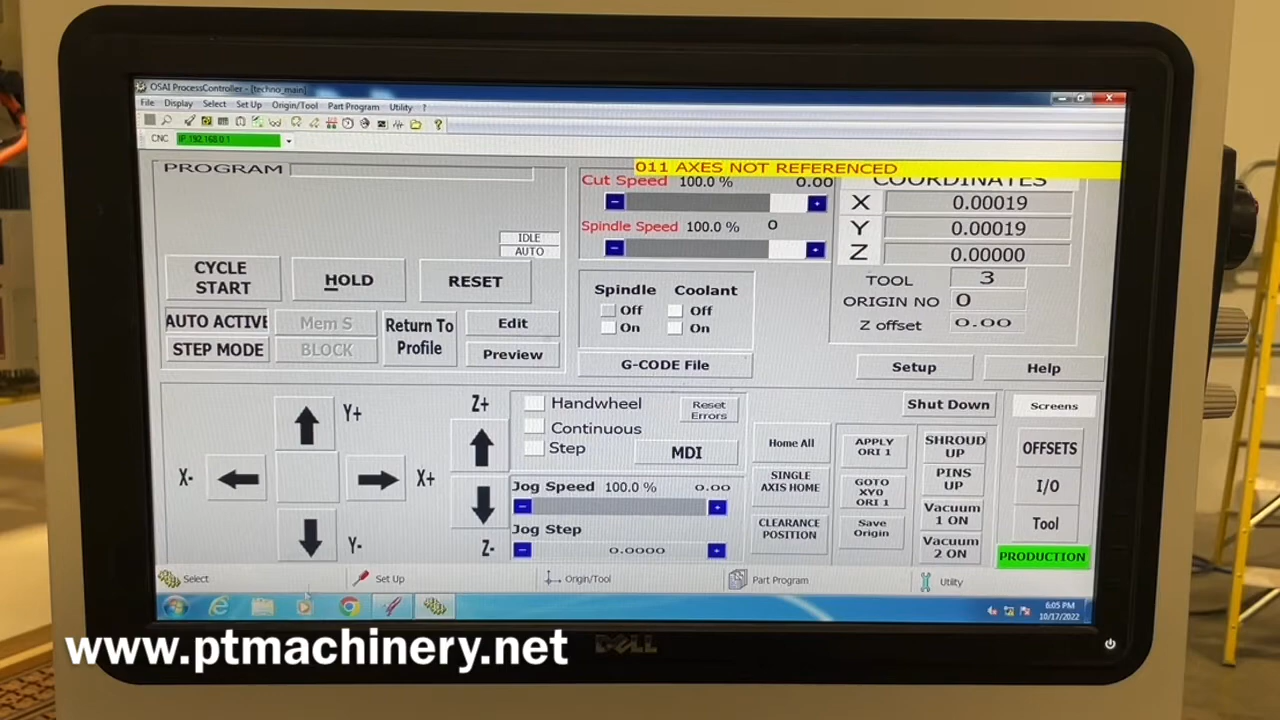 OSAI ProcessController - [techno_main]
File Display Select Set Up Origin/Tool Part Program Utility ?
CNC IP.192.168.0.1
PROGRAM
011 AXES NOT REFERENCED
Cut Speed 100.0 % 0.00
COORDINATES
X 0.00019
Spindle Speed 100.0 % 0
Y 0.00019
IDLE
AUTO
Z 0.00000
CYCLE START
HOLD
RESET
Spindle Coolant
Off Off
On On
TOOL 3
ORIGIN NO 0
Z offset 0.00
AUTO ACTIVE
Mem S
Return To Profile
Edit
STEP MODE
BLOCK
Preview
G-CODE File
Setup
Help
Y+
X-
X+
Y-
Z+
Z-
Handwheel
Continuous
Step
Reset Errors
MDI
Jog Speed 100.0 % 0.00
Jog Step
0.0000
Shut Down
Screens
Home All
APPLY ORI 1
SHROUD UP
OFFSETS
SINGLE AXIS HOME
GOTO XY0 ORI 1
PINS UP
I/O
CLEARANCE POSITION
Save Origin
Vacuum 1 ON
Tool
Vacuum 2 ON
PRODUCTION
Select Set Up Origin/Tool Part Program Utility
6:05 PM
10/17/2022
www.ptmachinery.net
DELL